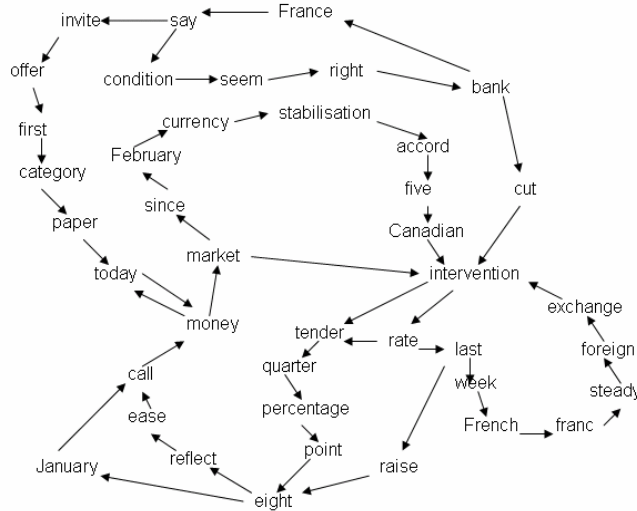 France
invite
say
offer
condition
seem
right
bank
first
currency
stabilisation
February
accord
category
five
cut
since
paper
Canadian
market
today
intervention
exchange
money
tender
rate
last
foreign
quarter
call
week
steady
ease
percentage
French
franc
January
reflect
point
raise
eight